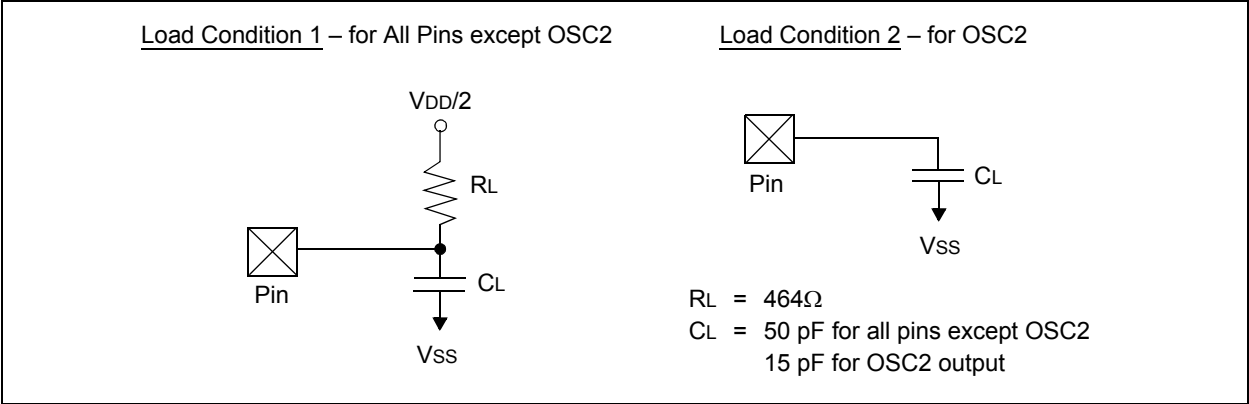 Load Condition 1 – for All Pins except OSC2
Load Condition 2 – for OSC2
VDD/2
RL
Pin
CL
VSS
Pin
CL
VSS
RL = 464Ω
CL = 50 pF for all pins except OSC2
15 pF for OSC2 output